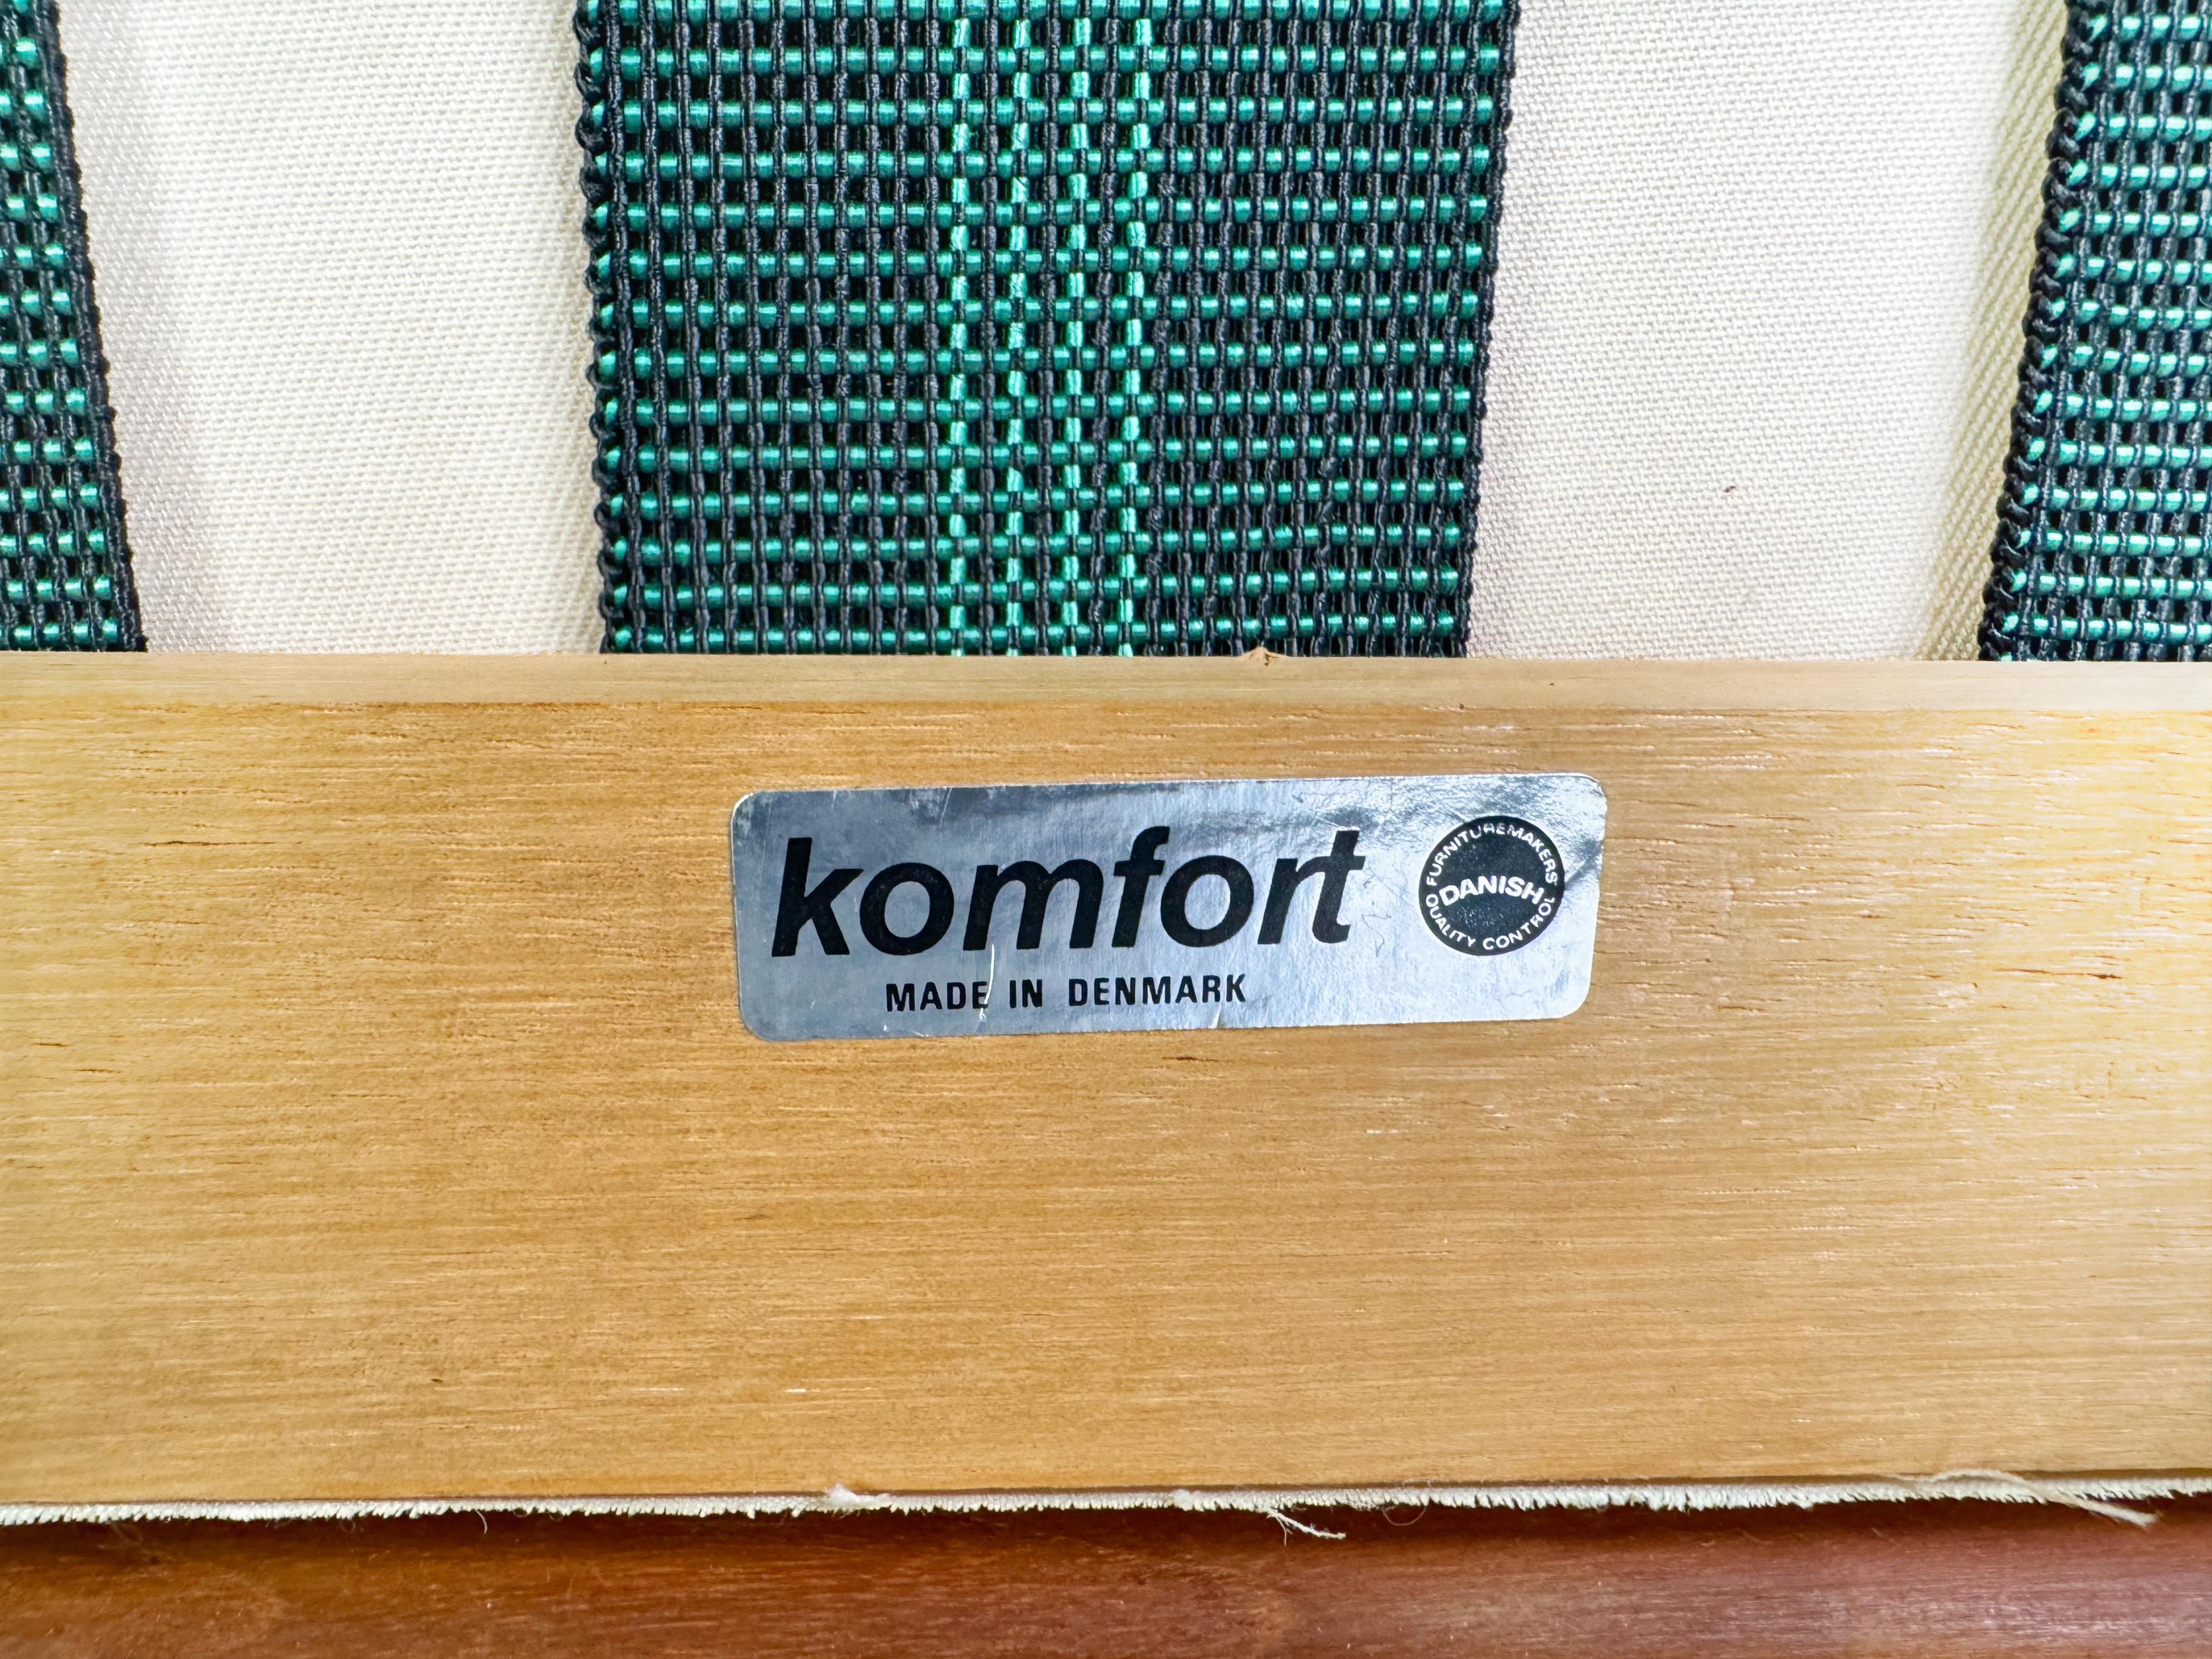 komfort
MADE IN DENMARK
FURNITUREMAKERS'
DANISH
QUALITY CONTROL